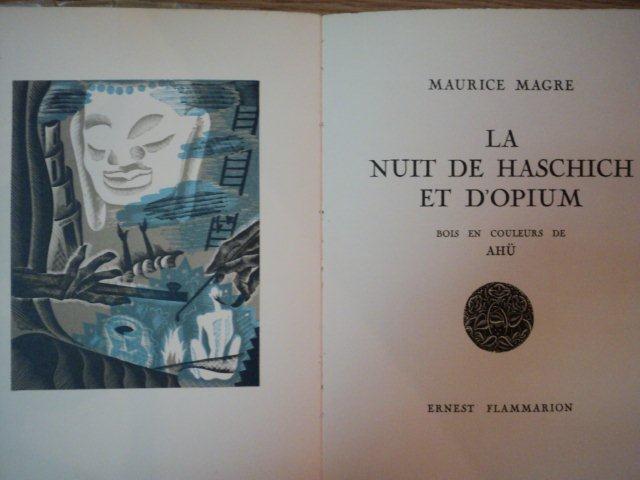 MAURICE MAGRE
LA
NUIT DE HASCHICH
ET D'OPIUM
BOIS EN COULEURS DE
AHÜ
ERNEST FLAMMARION